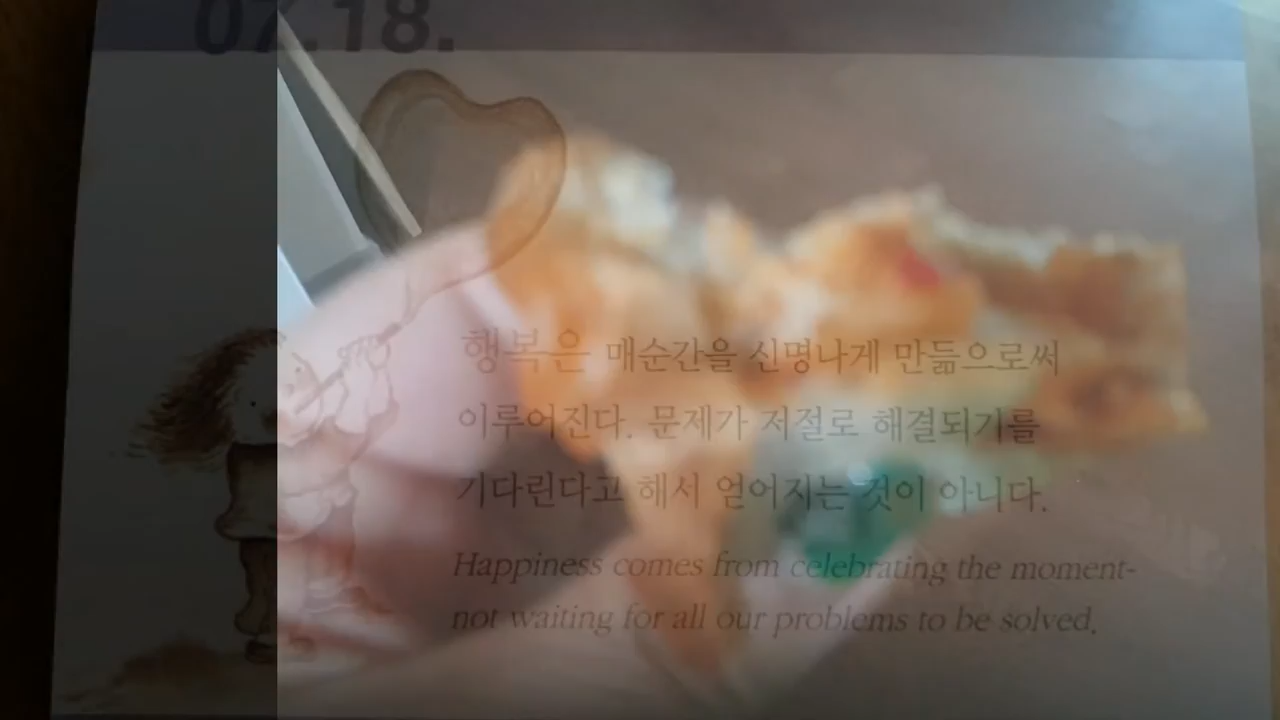 07.18.
행복은 매순간을 신명나게 만듦으로써
이루어진다. 문제가 저절로 해결되기를
기다린다고 해서 얻어지는 것이 아니다.
Happiness comes from celebrating the moment-
not waiting for all our problems to be solved.